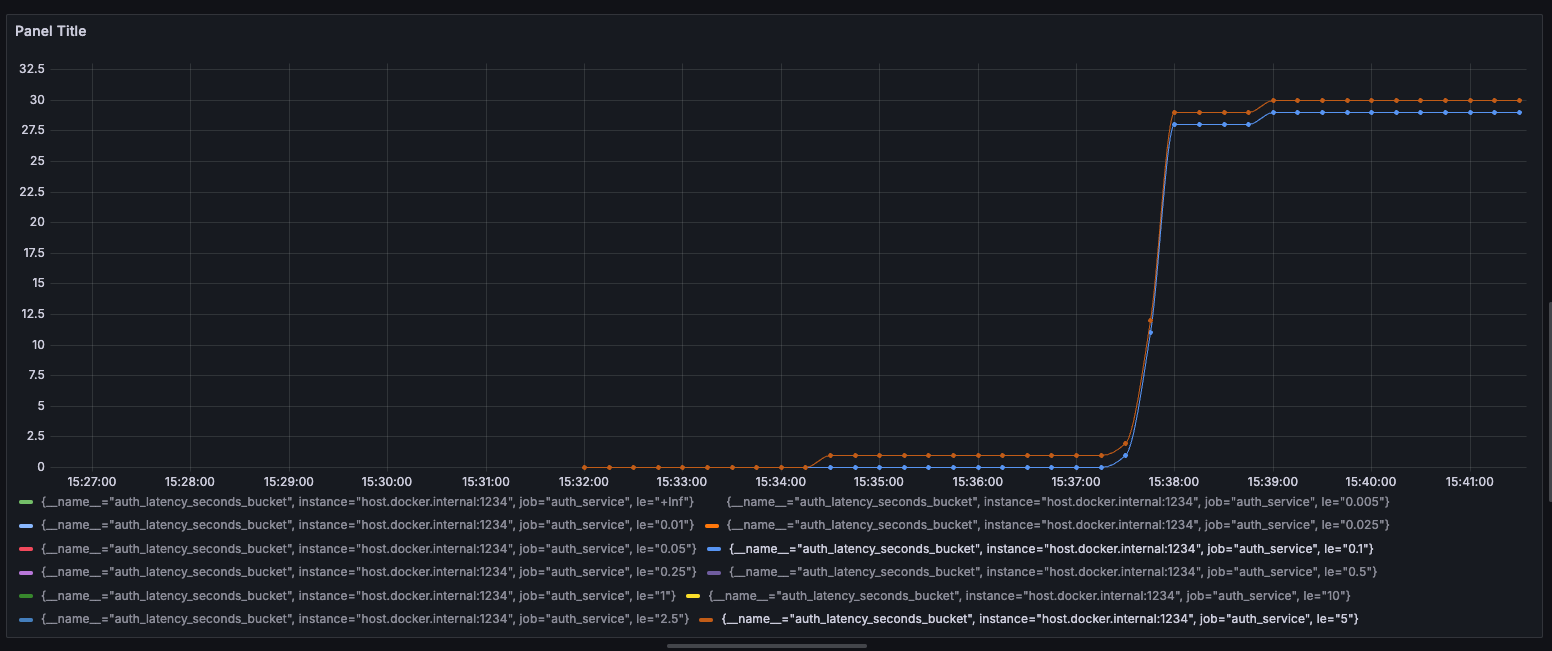 Panel Title
32.5
30
27.5
25
22.5
20
17.5
15
12.5
10
7.5
5
2.5
0
15:27:00 15:28:00 15:29:00 15:30:00 15:31:00 15:32:00 15:33:00 15:34:00 15:35:00 15:36:00 15:37:00 15:38:00 15:39:00 15:40:00 15:41:00
{__name__="auth_latency_seconds_bucket", instance="host.docker.internal:1234", job="auth_service", le="+Inf"} {__name__="auth_latency_seconds_bucket", instance="host.docker.internal:1234", job="auth_service", le="0.005"}
{__name__="auth_latency_seconds_bucket", instance="host.docker.internal:1234", job="auth_service", le="0.01"} {__name__="auth_latency_seconds_bucket", instance="host.docker.internal:1234", job="auth_service", le="0.025"}
{__name__="auth_latency_seconds_bucket", instance="host.docker.internal:1234", job="auth_service", le="0.05"} {__name__="auth_latency_seconds_bucket", instance="host.docker.internal:1234", job="auth_service", le="0.1"}
{__name__="auth_latency_seconds_bucket", instance="host.docker.internal:1234", job="auth_service", le="0.25"} {__name__="auth_latency_seconds_bucket", instance="host.docker.internal:1234", job="auth_service", le="0.5"}
{__name__="auth_latency_seconds_bucket", instance="host.docker.internal:1234", job="auth_service", le="1"} {__name__="auth_latency_seconds_bucket", instance="host.docker.internal:1234", job="auth_service", le="10"}
{__name__="auth_latency_seconds_bucket", instance="host.docker.internal:1234", job="auth_service", le="2.5"} {__name__="auth_latency_seconds_bucket", instance="host.docker.internal:1234", job="auth_service", le="5"}